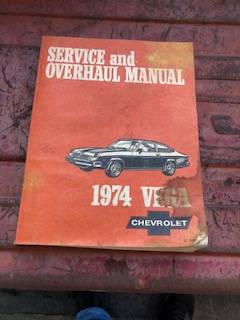 SERVICE and
OVERHAUL MANUAL
1974 VEGA
CHEVROLET